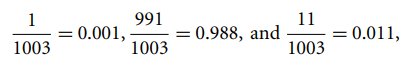 1/1003 = 0.001, 991/1003 = 0.988, and 11/1003 = 0.011,